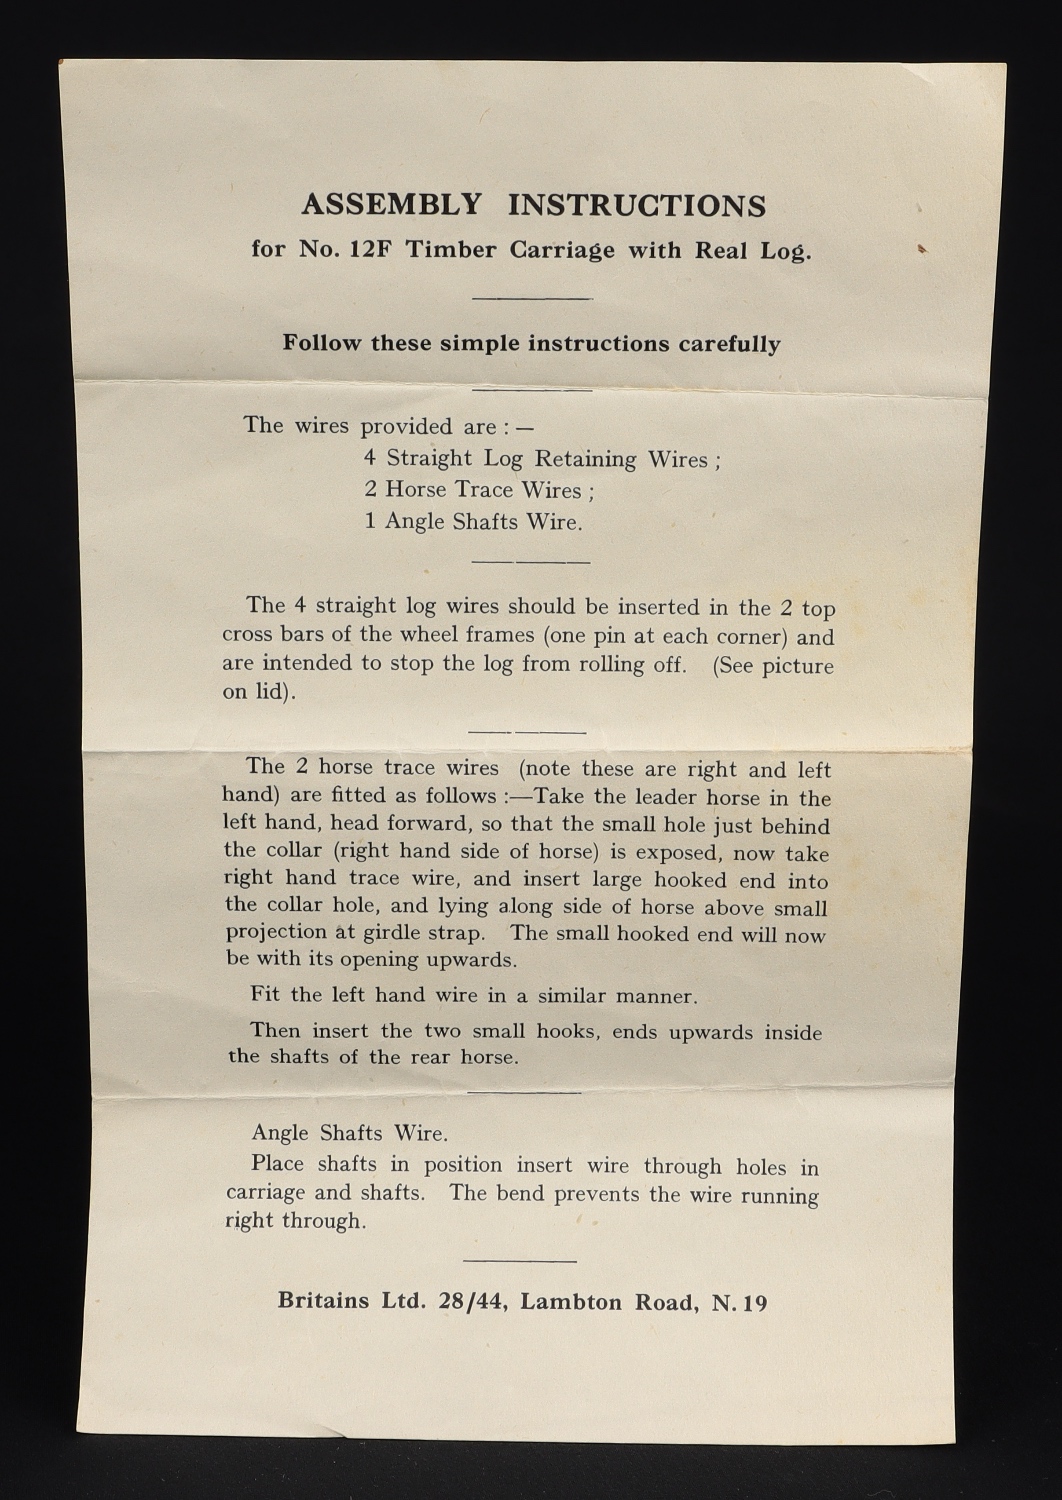 ASSEMBLY INSTRUCTIONS
for No. 12F Timber Carriage with Real Log.
Follow these simple instructions carefully
The wires provided are : —
4 Straight Log Retaining Wires ;
2 Horse Trace Wires ;
1 Angle Shafts Wire.
The 4 straight log wires should be inserted in the 2 top
cross bars of the wheel frames (one pin at each corner) and
are intended to stop the log from rolling off. (See picture
on lid).
The 2 horse trace wires (note these are right and left
hand) are fitted as follows :—Take the leader horse in the
left hand, head forward, so that the small hole just behind
the collar (right hand side of horse) is exposed, now take
right hand trace wire, and insert large hooked end into
the collar hole, and lying along side of horse above small
projection at girdle strap. The small hooked end will now
be with its opening upwards.
Fit the left hand wire in a similar manner.
Then insert the two small hooks, ends upwards inside
the shafts of the rear horse.
Angle Shafts Wire.
Place shafts in position insert wire through holes in
carriage and shafts. The bend prevents the wire running
right through.
Britains Ltd. 28/44, Lambton Road, N. 19